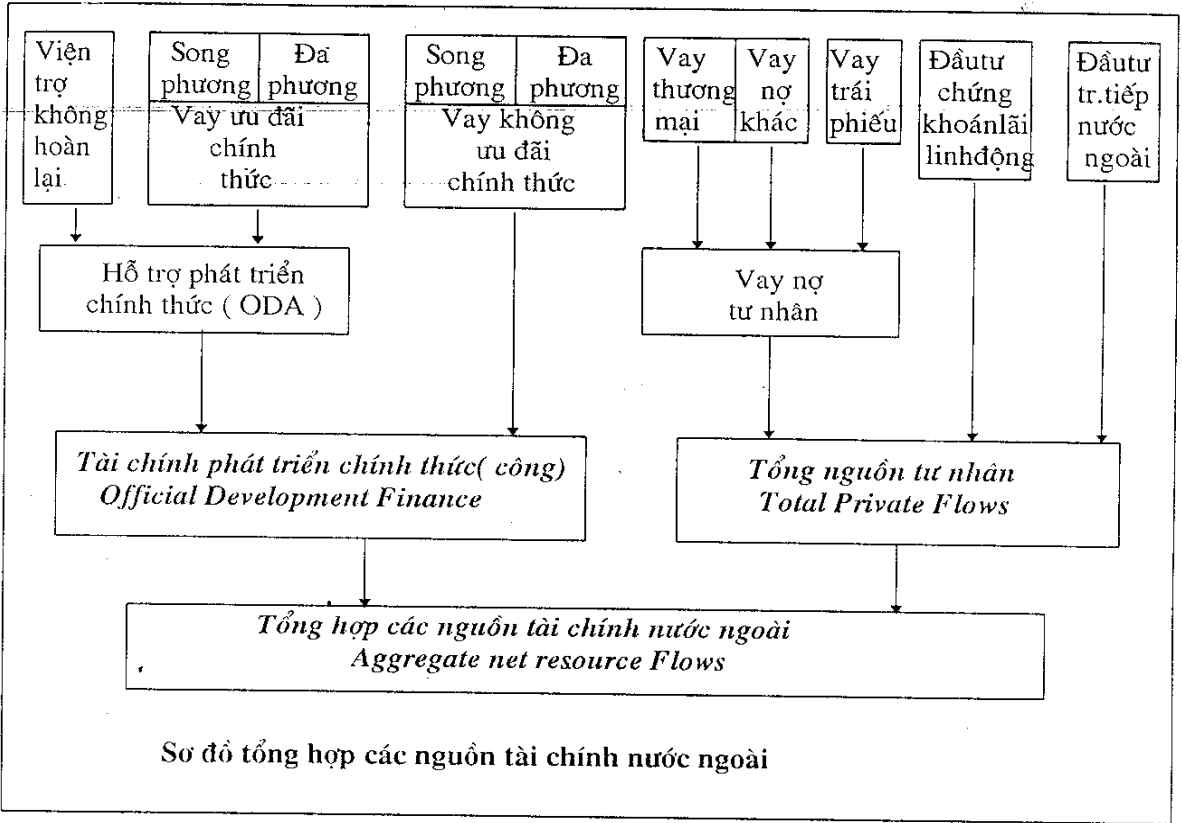 Viện
trợ
không
hoàn
lại
Song
phương
Đa
phương
Vay ưu đãi
chính
thức
Song
phương
Đa
phương
Vay không
ưu đãi
chính thức
Vay
thương
mại
Vay
nợ
khác
Vay
trái
phiếu
Đầutư
chứng
khoánlãi
linhđộng
Đầutư
tr.tiếp
nước
ngoài
Hỗ trợ phát triển
chính thức ( ODA )
Vay nợ
tư nhân
Tài chính phát triển chính thức( công)
Official Development Finance
Tổng nguồn tư nhân
Total Private Flows
Tổng hợp các nguồn tài chính nước ngoài
Aggregate net resource Flows
Sơ đồ tổng hợp các nguồn tài chính nước ngoài